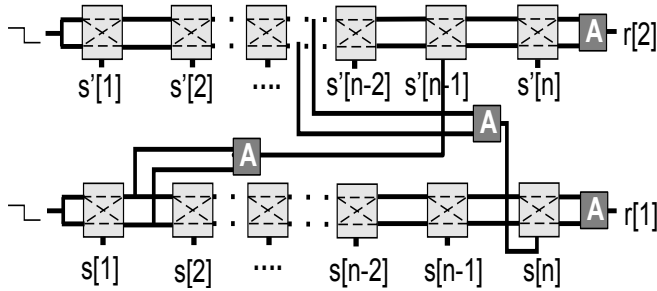 A r[2]
s'[1] s'[2] .... s'[n-2] s'[n-1] s'[n]
A
A
A r[1]
s[1] s[2] .... s[n-2] s[n-1] s[n]